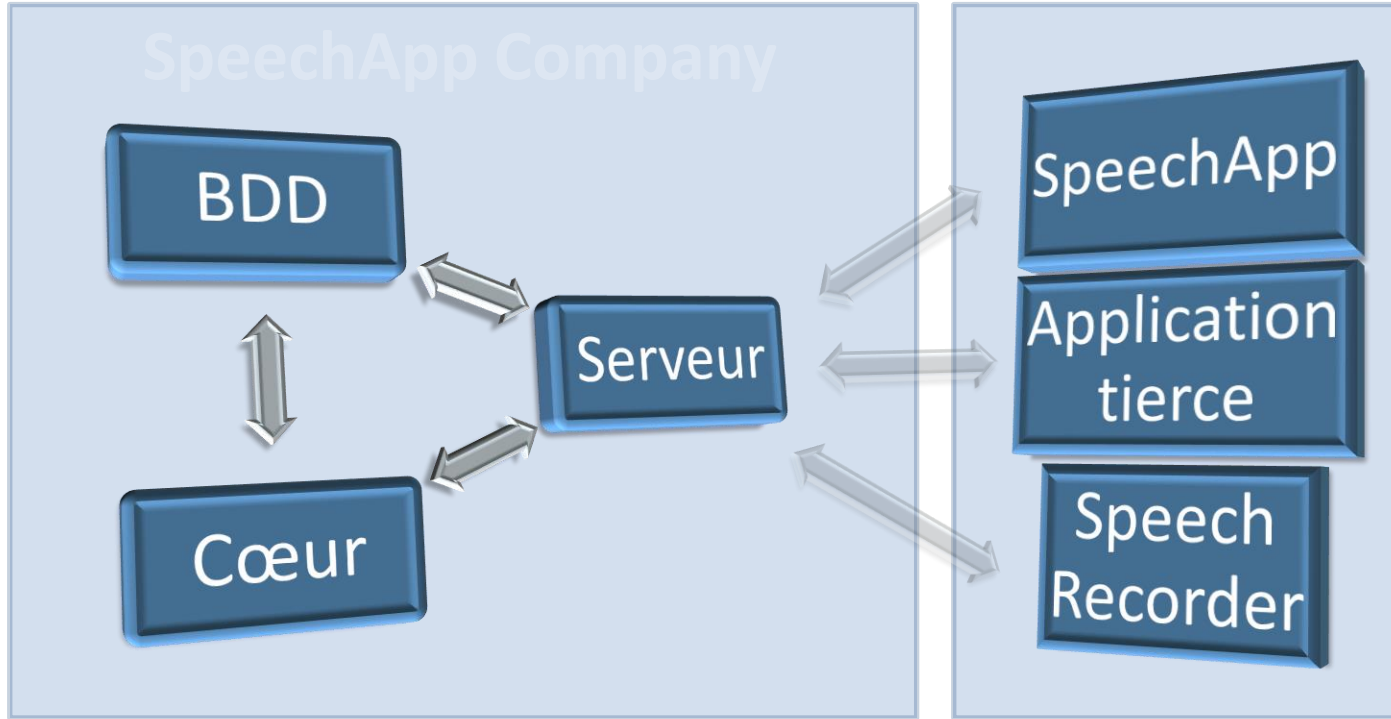 SpeechApp Company
BDD
Serveur
Cœur
SpeechApp
Application
tierce
Speech
Recorder